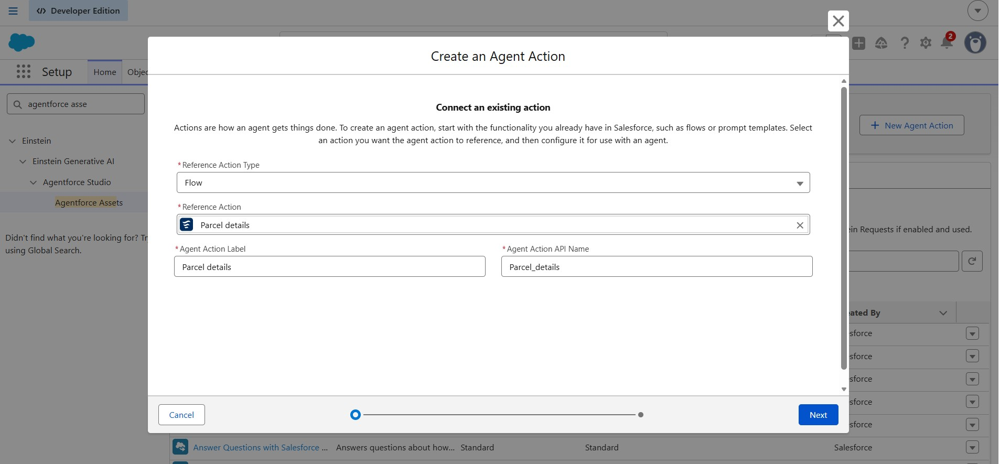 Developer Edition
2
Setup
Home
Objec
agentforce asse
Einstein
Einstein Generative AI
Agentforce Studio
Agentforce Assets
Didn't find what you're looking for? Tr
using Global Search.
Create an Agent Action
Connect an existing action
Actions are how an agent gets things done. To create an agent action, start with the functionality you already have in Salesforce, such as flows or prompt templates. Select
an action you want the agent action to reference, and then configure it for use with an agent.
*Reference Action Type
Flow
*Reference Action
Parcel details
*Agent Action Label
Parcel details
*Agent Action API Name
Parcel_details
Cancel
Next
+ New Agent Action
ein Requests if enabled and used.
eated By
esforce
esforce
esforce
esforce
esforce
Answer Questions with Salesforce ... Answers questions about how... Standard Standard Salesforce